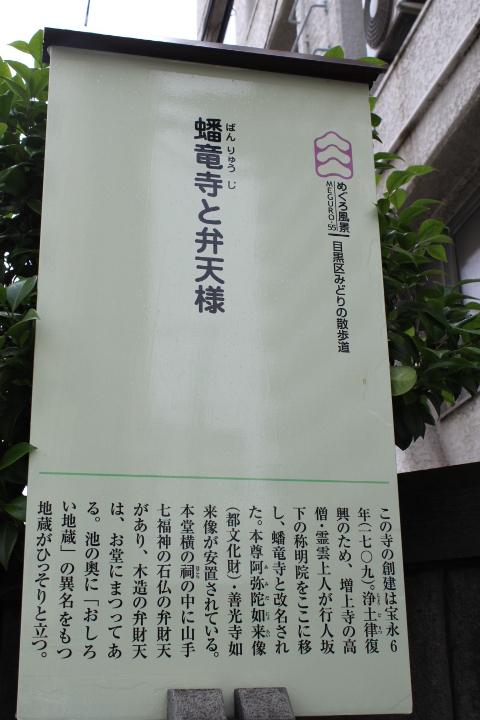 めぐろ風景
MEGURO・55
目黒区みどりの散歩道
ばんりゅうじ
蟠竜寺と弁天様
この寺の創建は宝永6
年(一七〇九)。浄土律復
興のため、増上寺の高
僧・霊雲上人が行人坂
下の称明院をここに移
し、蟠竜寺と改名され
た。本尊阿弥陀如来像
(都文化財)・善光寺如
来像が安置されている。
本堂横の祠の中に山手
七福神の石仏の弁財天
があり、木造の弁財天
は、お堂にまつってあ
る。池の奥に「おしろ
い地蔵」の異名をもつ
地蔵がひっそりと立つ。